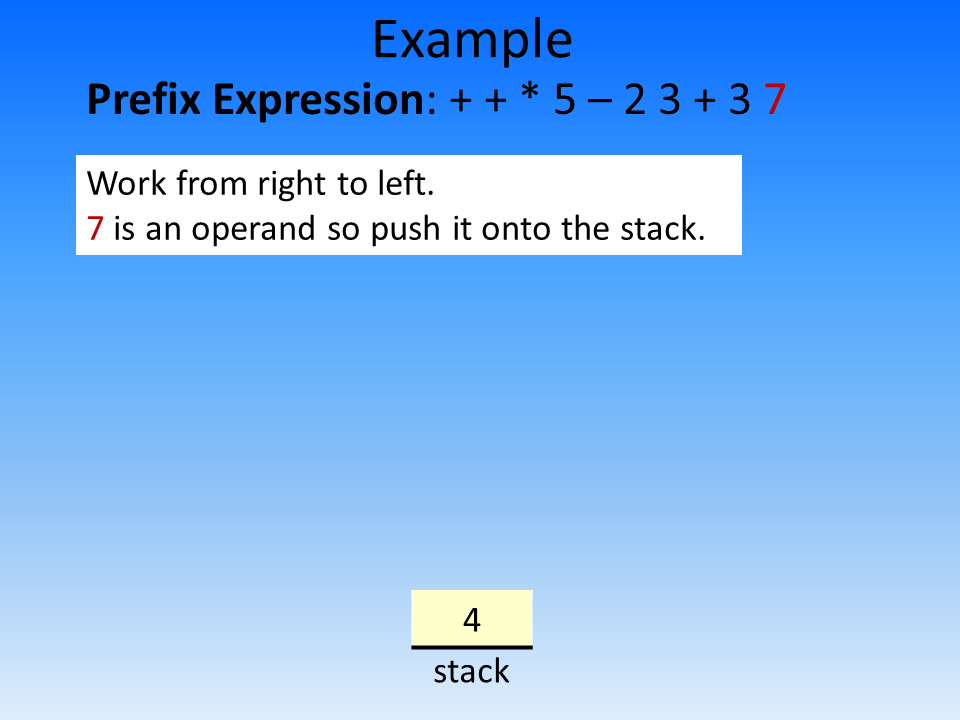 Example
Prefix Expression: + + * 5 – 2 3 + 3 7
Work from right to left.
7 is an operand so push it onto the stack.
4
stack